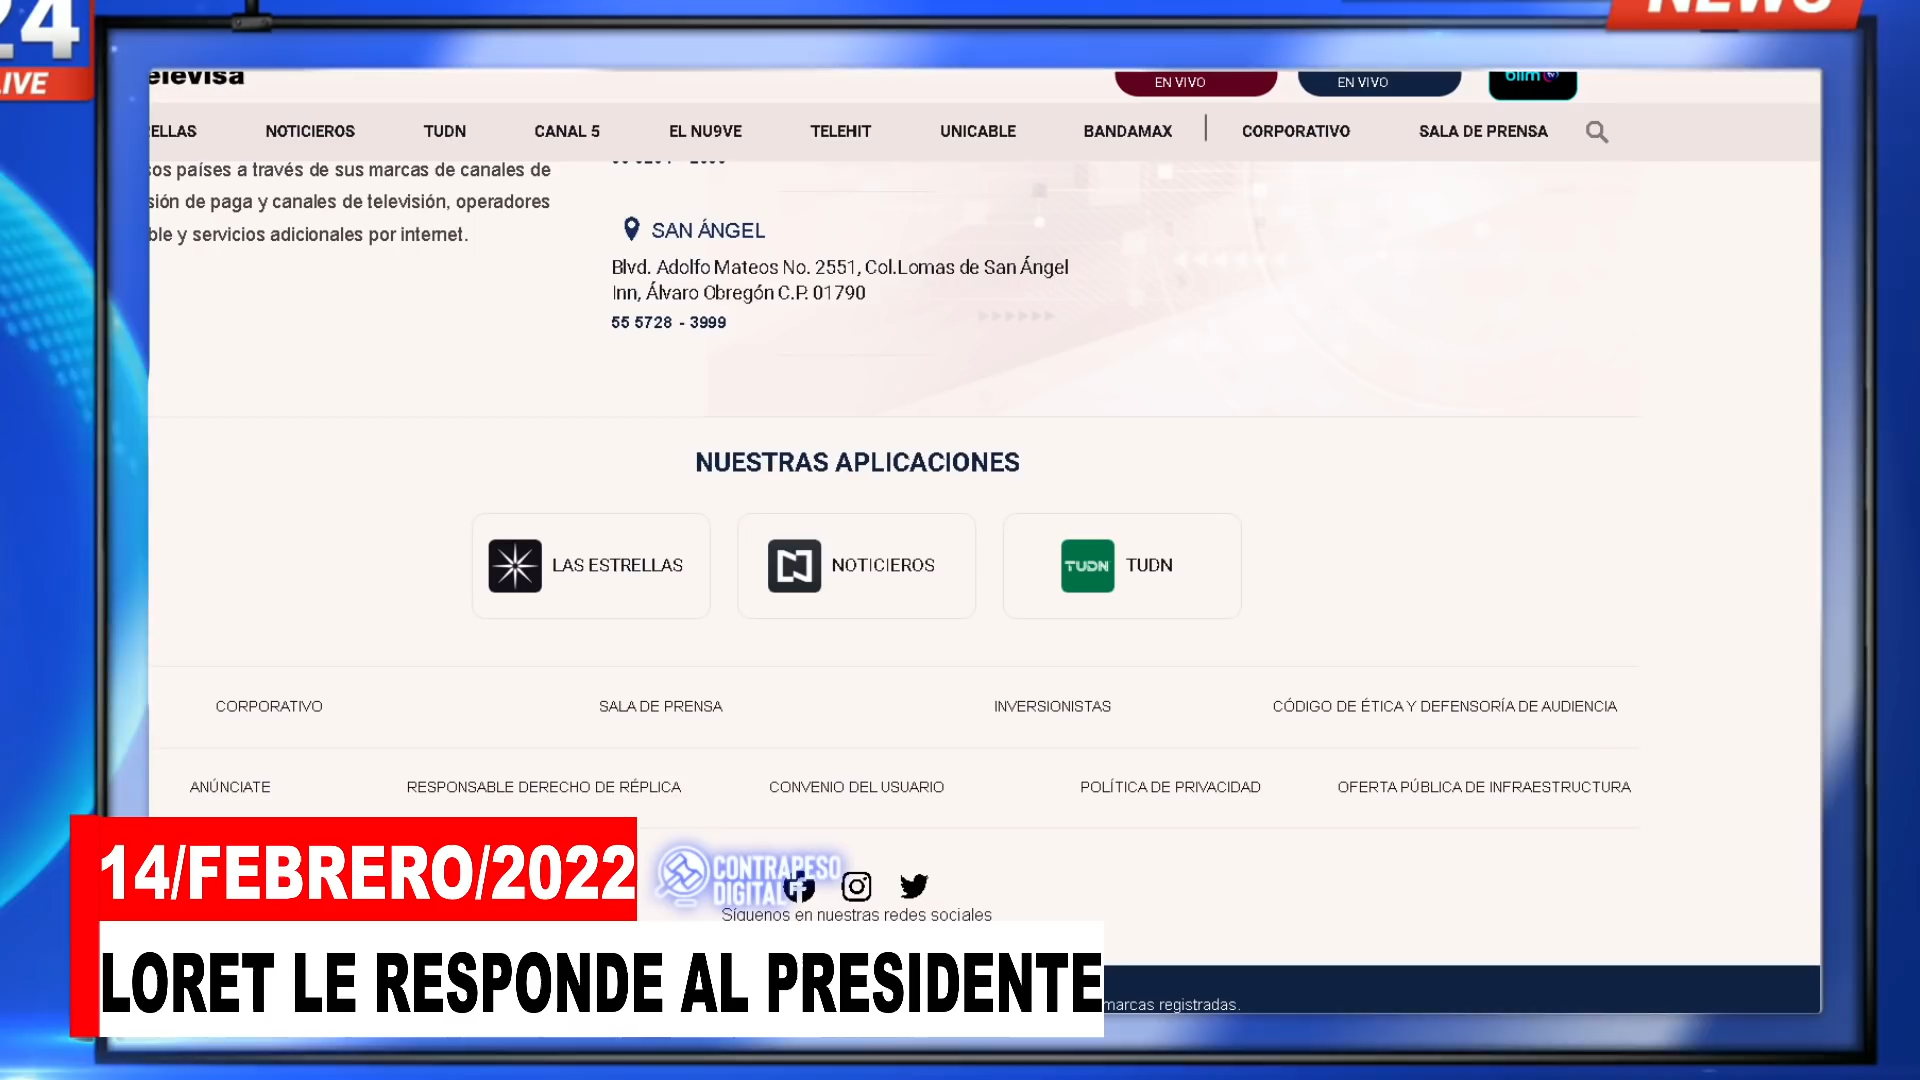 24
LIVE
NEWS
elevisa
EN VIVO
EN VIVO
blim tv
ELLAS
NOTICIEROS
TUDN
CANAL 5
EL NU9VE
TELEHIT
UNICABLE
BANDAMAX
CORPORATIVO
SALA DE PRENSA
sos países a través de sus marcas de canales de
sión de paga y canales de televisión, operadores
ble y servicios adicionales por internet.
SAN ÁNGEL
Blvd. Adolfo Mateos No. 2551, Col.Lomas de San Ángel
Inn, Álvaro Obregón C.P. 01790
55 5728 - 3999
NUESTRAS APLICACIONES
LAS ESTRELLAS
NOTICIEROS
TUDN
TUDN
CORPORATIVO
SALA DE PRENSA
INVERSIONISTAS
CÓDIGO DE ÉTICA Y DEFENSORÍA DE AUDIENCIA
ANÚNCIATE
RESPONSABLE DERECHO DE RÉPLICA
CONVENIO DEL USUARIO
POLÍTICA DE PRIVACIDAD
OFERTA PÚBLICA DE INFRAESTRUCTURA
14/FEBRERO/2022
CONTRAPESO
DIGITAL
Síguenos en nuestras redes sociales
LORET LE RESPONDE AL PRESIDENTE
marcas registradas.